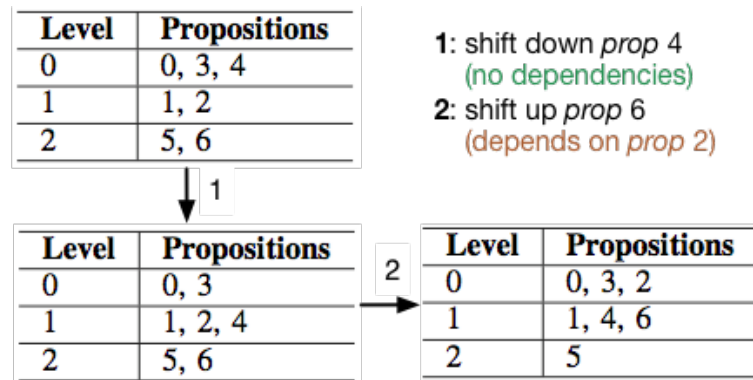 Level Propositions
0 0, 3, 4
1 1, 2
2 5, 6
1: shift down prop 4
(no dependencies)
2: shift up prop 6
(depends on prop 2)
1
Level Propositions
0 0, 3
1 1, 2, 4
2 5, 6
2
Level Propositions
0 0, 3, 2
1 1, 4, 6
2 5